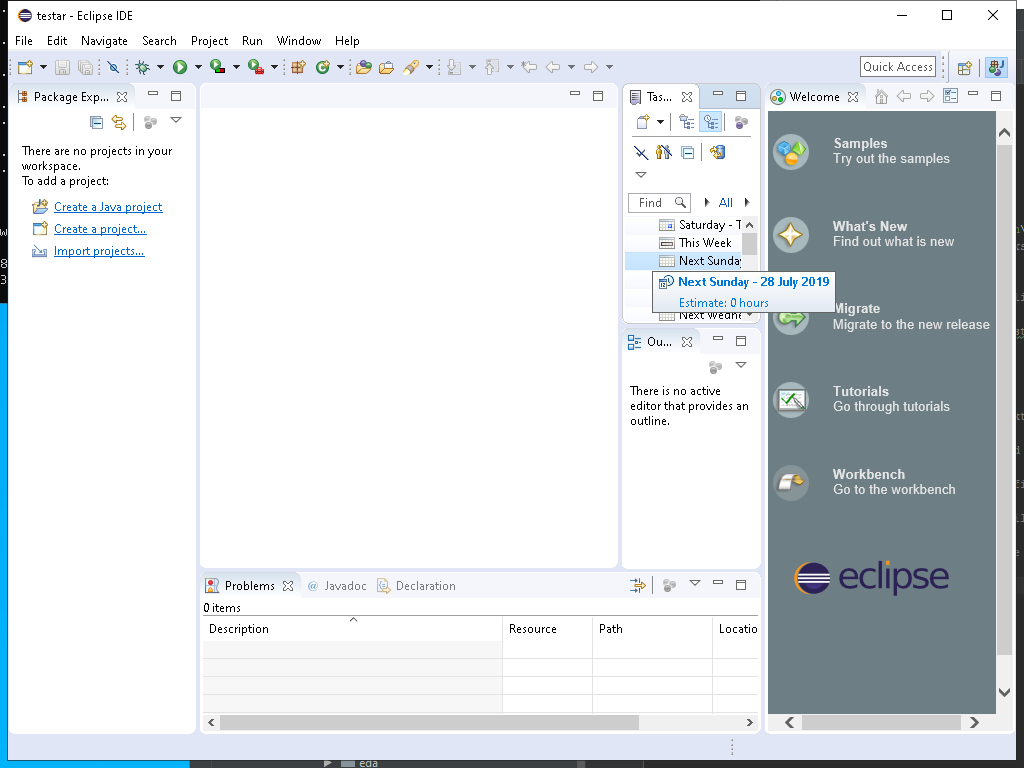 testar - Eclipse IDE
File Edit Navigate Search Project Run Window Help
Quick Access
Package Exp...
There are no projects in your
workspace.
To add a project:
Create a Java project
Create a project...
Import projects...
Tas...
Find
All
Saturday - T
This Week
Next Sunday
Next Sunday - 28 July 2019
Estimate: 0 hours
Next Wedne
Ou...
There is no active
editor that provides an
outline.
Welcome
Samples
Try out the samples
What's New
Find out what is new
Migrate
Migrate to the new release
Tutorials
Go through tutorials
Workbench
Go to the workbench
eclipse
Problems @ Javadoc Declaration
0 items
Description Resource Path Locatio
eda